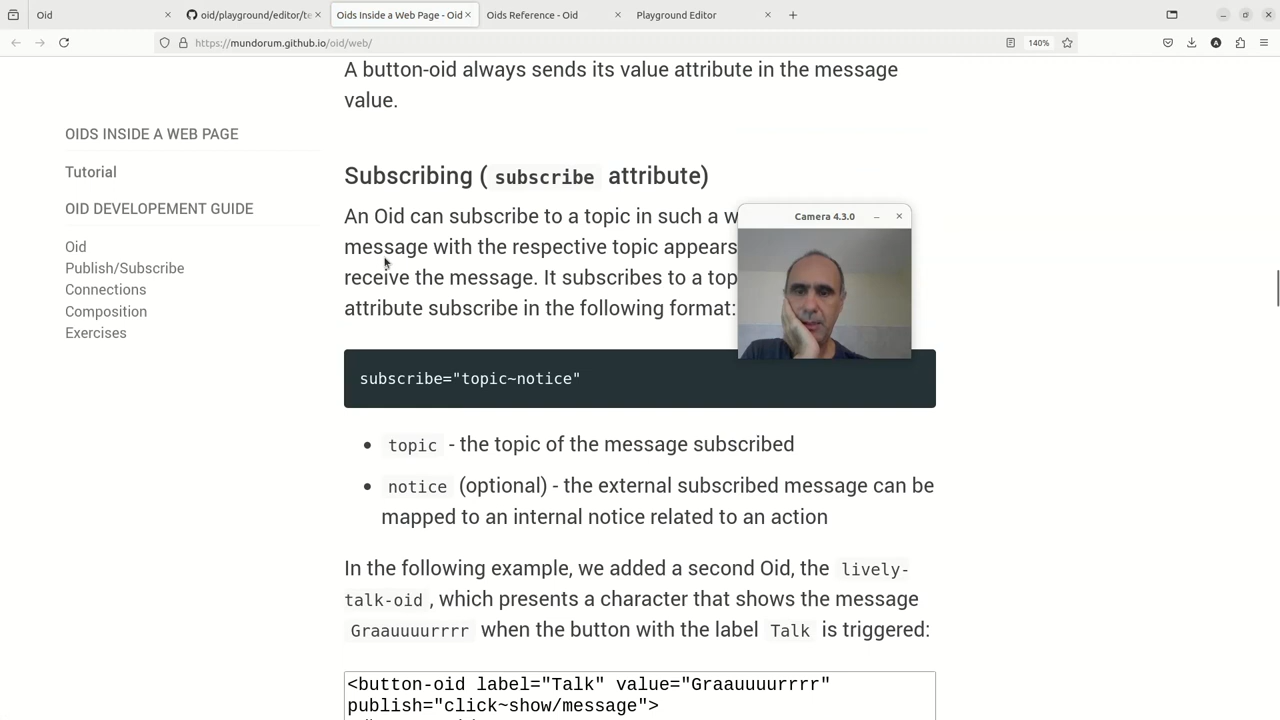 Oid
oid/playground/editor/te
Oids Inside a Web Page - Oid
Oids Reference - Oid
Playground Editor
https://mundorum.github.io/oid/web/
140%
A button-oid always sends its value attribute in the message
value.
OIDS INSIDE A WEB PAGE
Tutorial
OID DEVELOPEMENT GUIDE
Oid
Publish/Subscribe
Connections
Composition
Exercises
Subscribing ( subscribe attribute)
An Oid can subscribe to a topic in such a w
message with the respective topic appears
receive the message. It subscribes to a top
attribute subscribe in the following format:
Camera 4.3.0
subscribe="topic~notice"
topic - the topic of the message subscribed
notice (optional) - the external subscribed message can be
mapped to an internal notice related to an action
In the following example, we added a second Oid, the lively-
talk-oid , which presents a character that shows the message
Graauuuurrrr when the button with the label Talk is triggered:
<button-oid label="Talk" value="Graauuuurrrr"
publish="click~show/message">